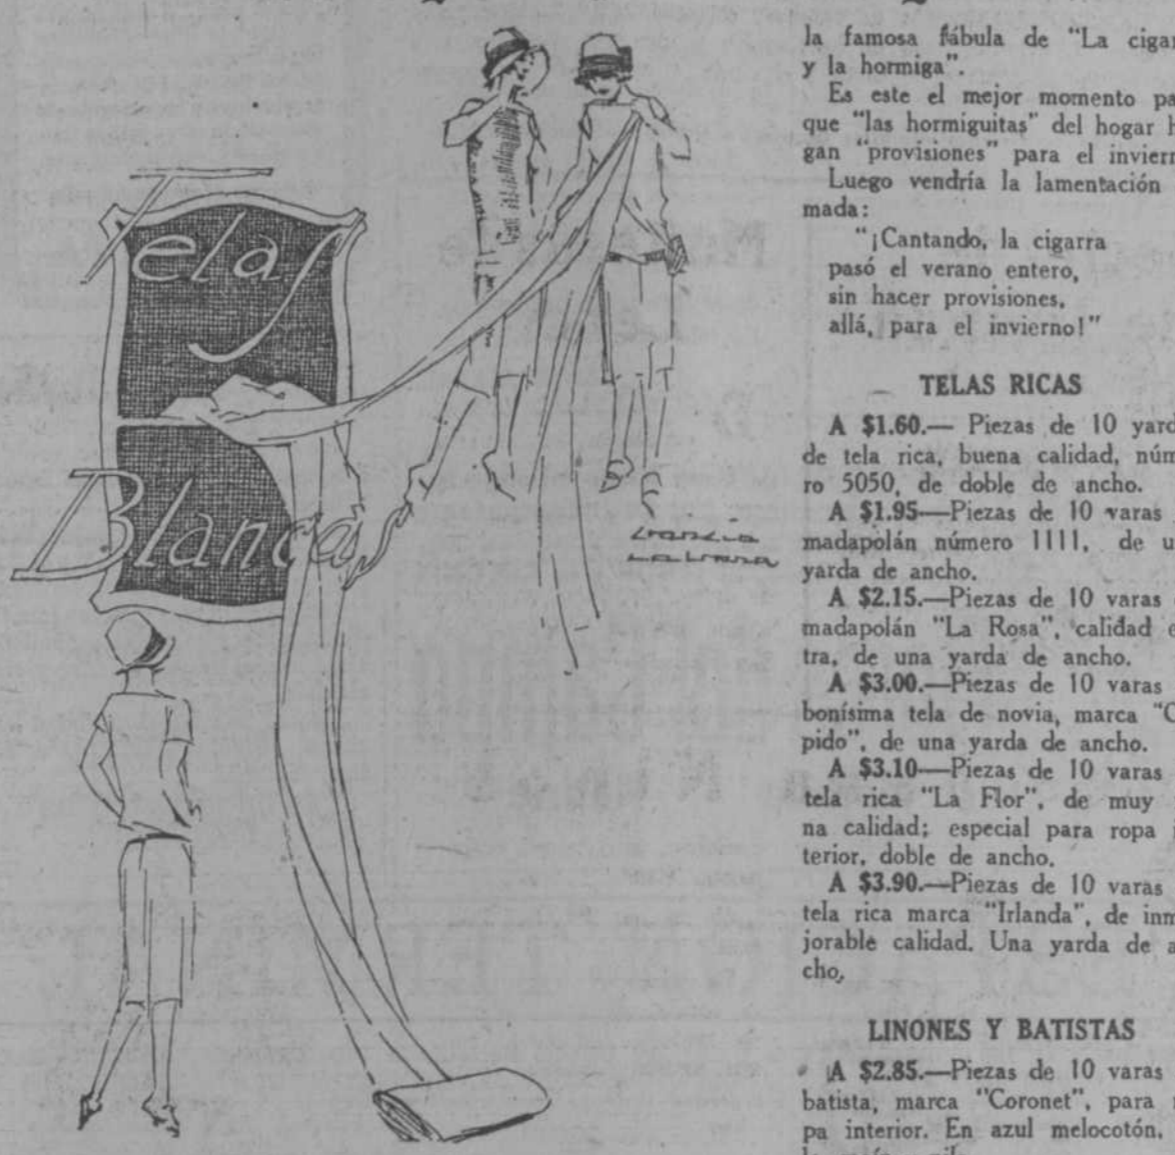 Telas
Blancas
la famosa fábula de "La cigar
y la hormiga".
Es este el mejor momento pa
que "las hormiguitas" del hogar h
gan "provisiones" para el inviern
Luego vendría la lamentación
mada:
"¡Cantando, la cigarra
pasó el verano entero,
sin hacer provisiones,
allá, para el invierno!"
TELAS RICAS
A $1.60.— Piezas de 10 yard
de tela rica, buena calidad, núm
ro 5050, de doble de ancho.
A $1.95—Piezas de 10 varas
madapolán número 1111, de u
yarda de ancho.
A $2.15.—Piezas de 10 varas
madapolán "La Rosa", calidad e
tra, de una yarda de ancho.
A $3.00.—Piezas de 10 varas
bonísima tela de novia, marca "C
pido", de una yarda de ancho.
A $3.10—Piezas de 10 varas
tela rica "La Flor", de muy
na calidad; especial para ropa
terior, doble de ancho.
A $3.90.—Piezas de 10 varas
tela rica marca "Irlanda", de inm
jorable calidad. Una yarda de a
cho,
LINONES Y BATISTAS
A $2.85.—Piezas de 10 varas
batista, marca "Coronet", para
pa interior. En azul melocotón,